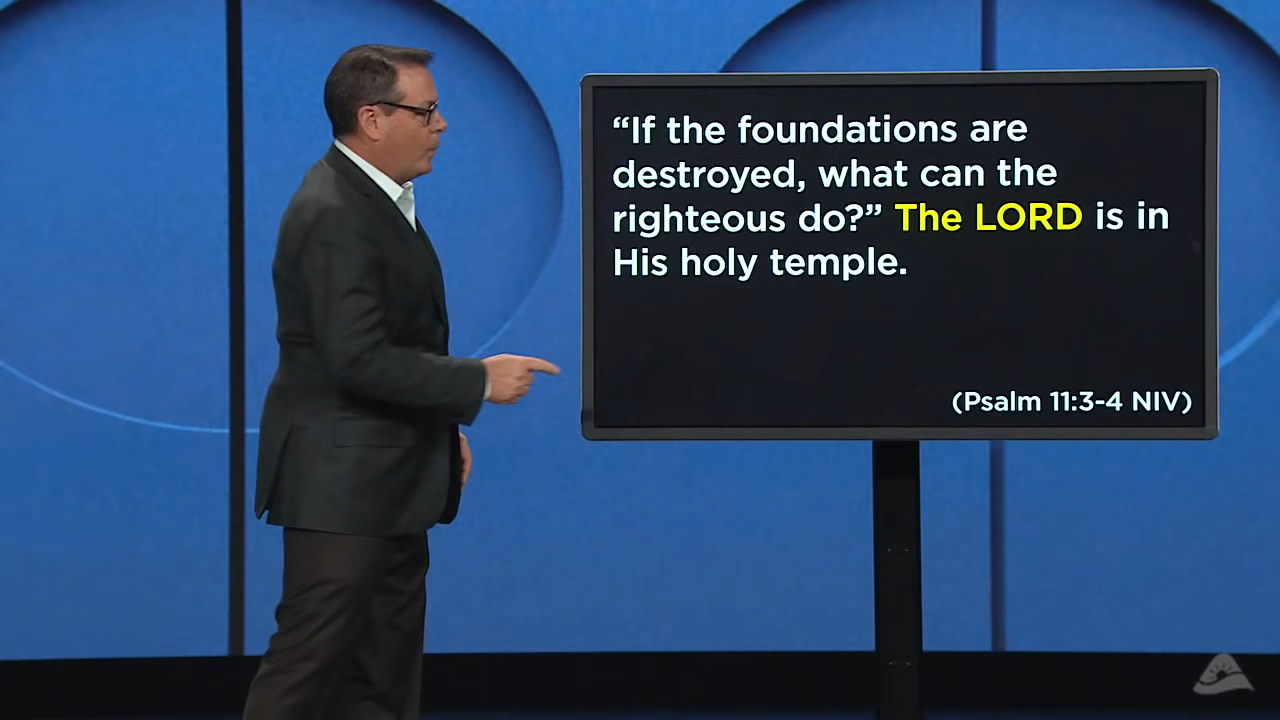 “If the foundations are
destroyed, what can the
righteous do?” The LORD is in
His holy temple.
(Psalm 11:3-4 NIV)